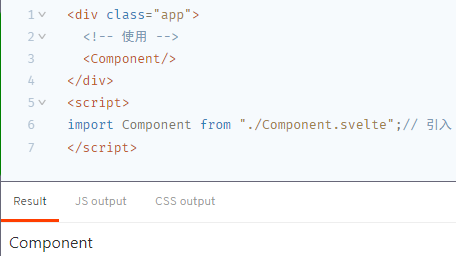 1 <div class="app">
2 <!-- 使用 -->
3 <Component/>
4 </div>
5 <script>
6 import Component from "./Component.svelte";// 引入
7 </script>
Result JS output CSS output
Component